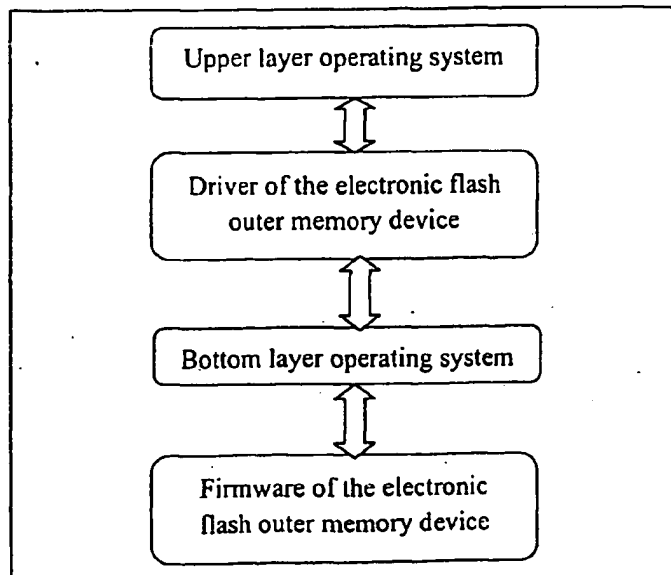 Upper layer operating system
Driver of the electronic flash
outer memory device
Bottom layer operating system
Firmware of the electronic
flash outer memory device